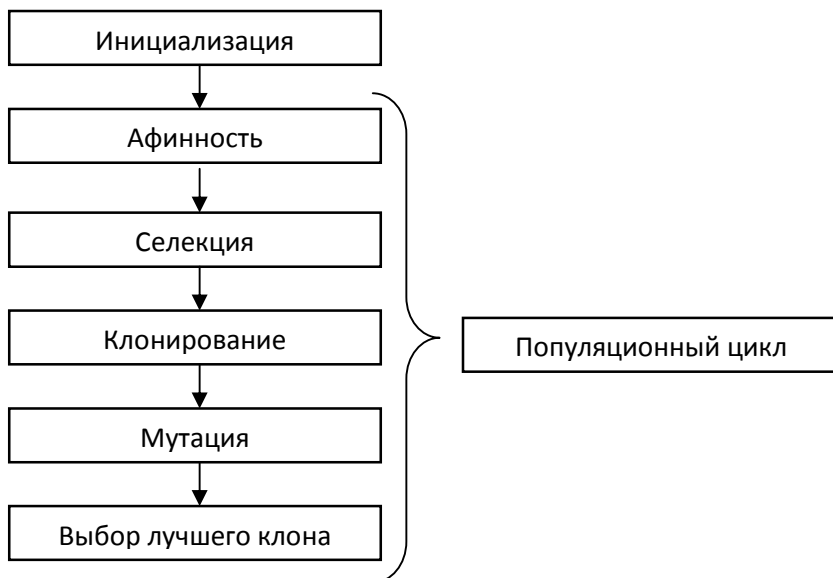 Инициализация
Афинность
Селекция
Клонирование
Популяционный цикл
Мутация
Выбор лучшего клона